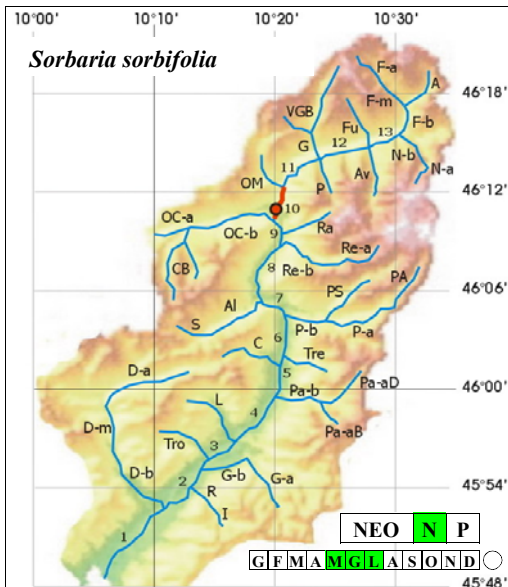 10°00' 10°10' 10°20' 10°30'
Sorbaria sorbifolia
F-a
A
46°18'
F-m
VGB
Fu
F-b
13
G
12
N-b
11
OM
P
Av
N-a
46°12'
10
OC-a
Ra
OC-b
9
Re-a
CB
8
Re-b
PA
46°06'
PS
Al
7
S
P-b
P-a
6
C
Tre
5
D-a
46°00'
Pa-b
Pa-aD
L
4
D-m
Pa-aB
Tro
3
D-b
G-b
G-a
45°54'
2
R
I
NEO N P
1
G F M A M G L A S O N D
45°48'